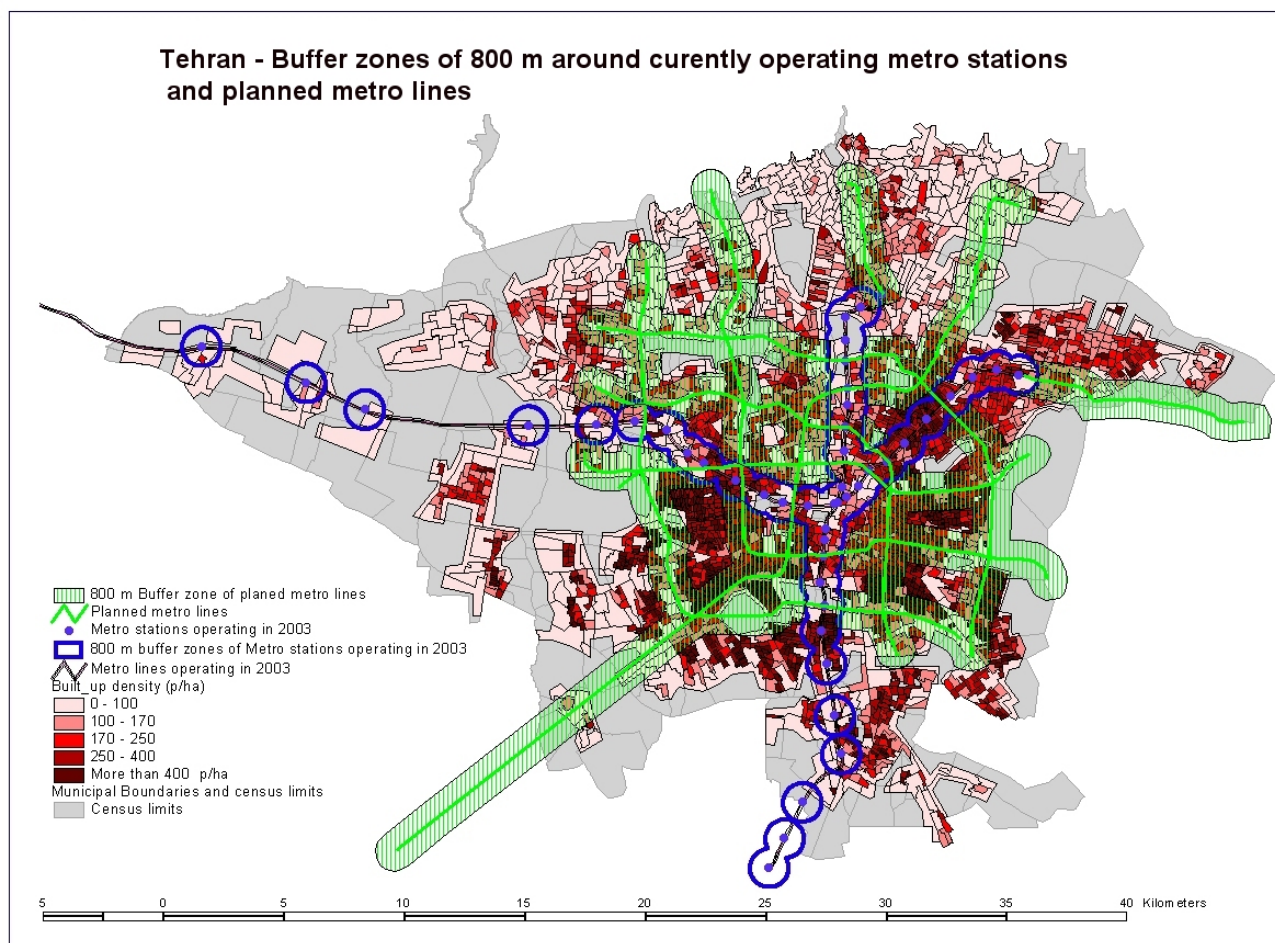 Tehran - Buffer zones of 800 m around curently operating metro stations
and planned metro lines
800 m Buffer zone of planed metro lines
Planned metro lines
Metro stations operating in 2003
800 m buffer zones of Metro stations operating in 2003
Metro lines operating in 2003
Built_up density (p/ha)
0 - 100
100 - 170
170 - 250
250 - 400
More than 400 p/ha
Municipal Boundaries and census limits
Census limits
5 0 5 10 15 20 25 30 35 40 Kilometers